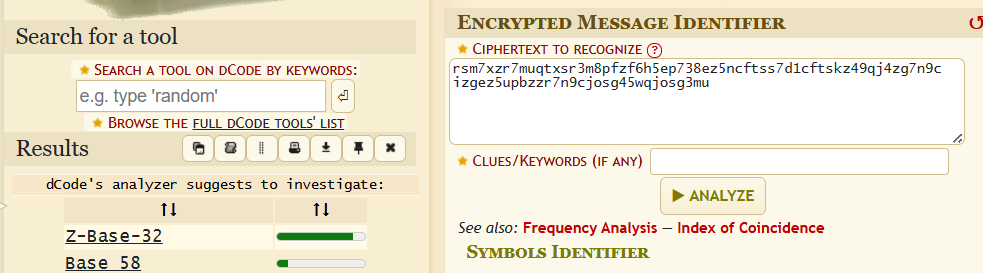 Search for a tool
SEARCH A TOOL ON DCODE BY KEYWORDS:
e.g. type 'random'
BROWSE THE FULL DCODE TOOLS' LIST
Results
dCode's analyzer suggests to investigate:
Z-Base-32
Base 58
ENCRYPTED MESSAGE IDENTIFIER
CIPHERTEXT TO RECOGNIZE ?
rsm7xzr7muqtxsr3m8pfzf6h5ep738ez5ncftss7d1cftskz49qj4zg7n9c
izgez5upbzzr7n9cjosg45wqjosg3mu
CLUES/KEYWORDS (IF ANY)
ANALYZE
See also: Frequency Analysis — Index of Coincidence
SYMBOLS IDENTIFIER